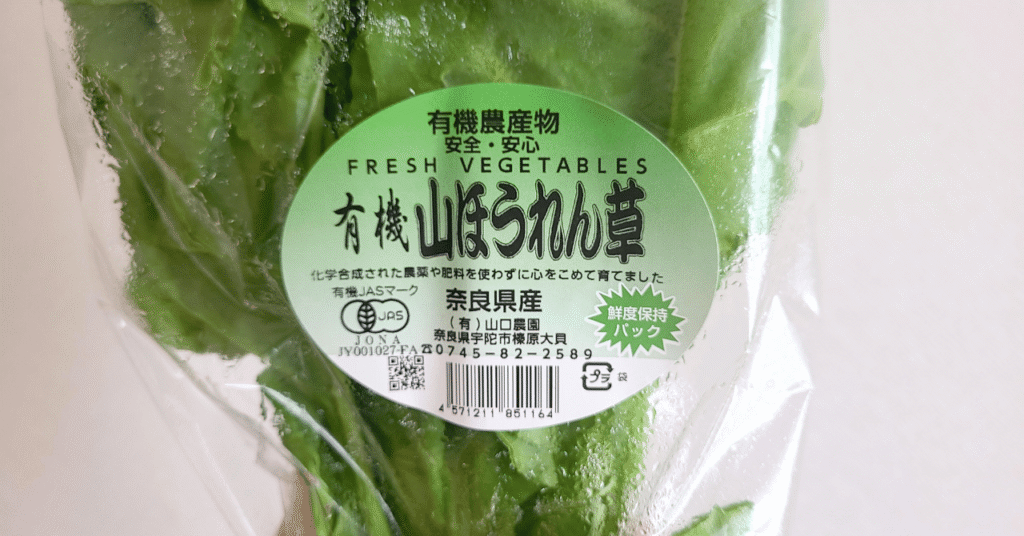 有機農産物
安全・安心
FRESH VEGETABLES
有機 山ほうれん草
化学合成された農薬や肥料を使わずに心をこめて育てました
有機JASマーク
JAS
JONA
JY001027-FA
奈良県産
(有)山口農園
奈良県宇陀市榛原大貝
☎0745-82-2589
鮮度保持
パック
4 571211 851164
プラ 袋